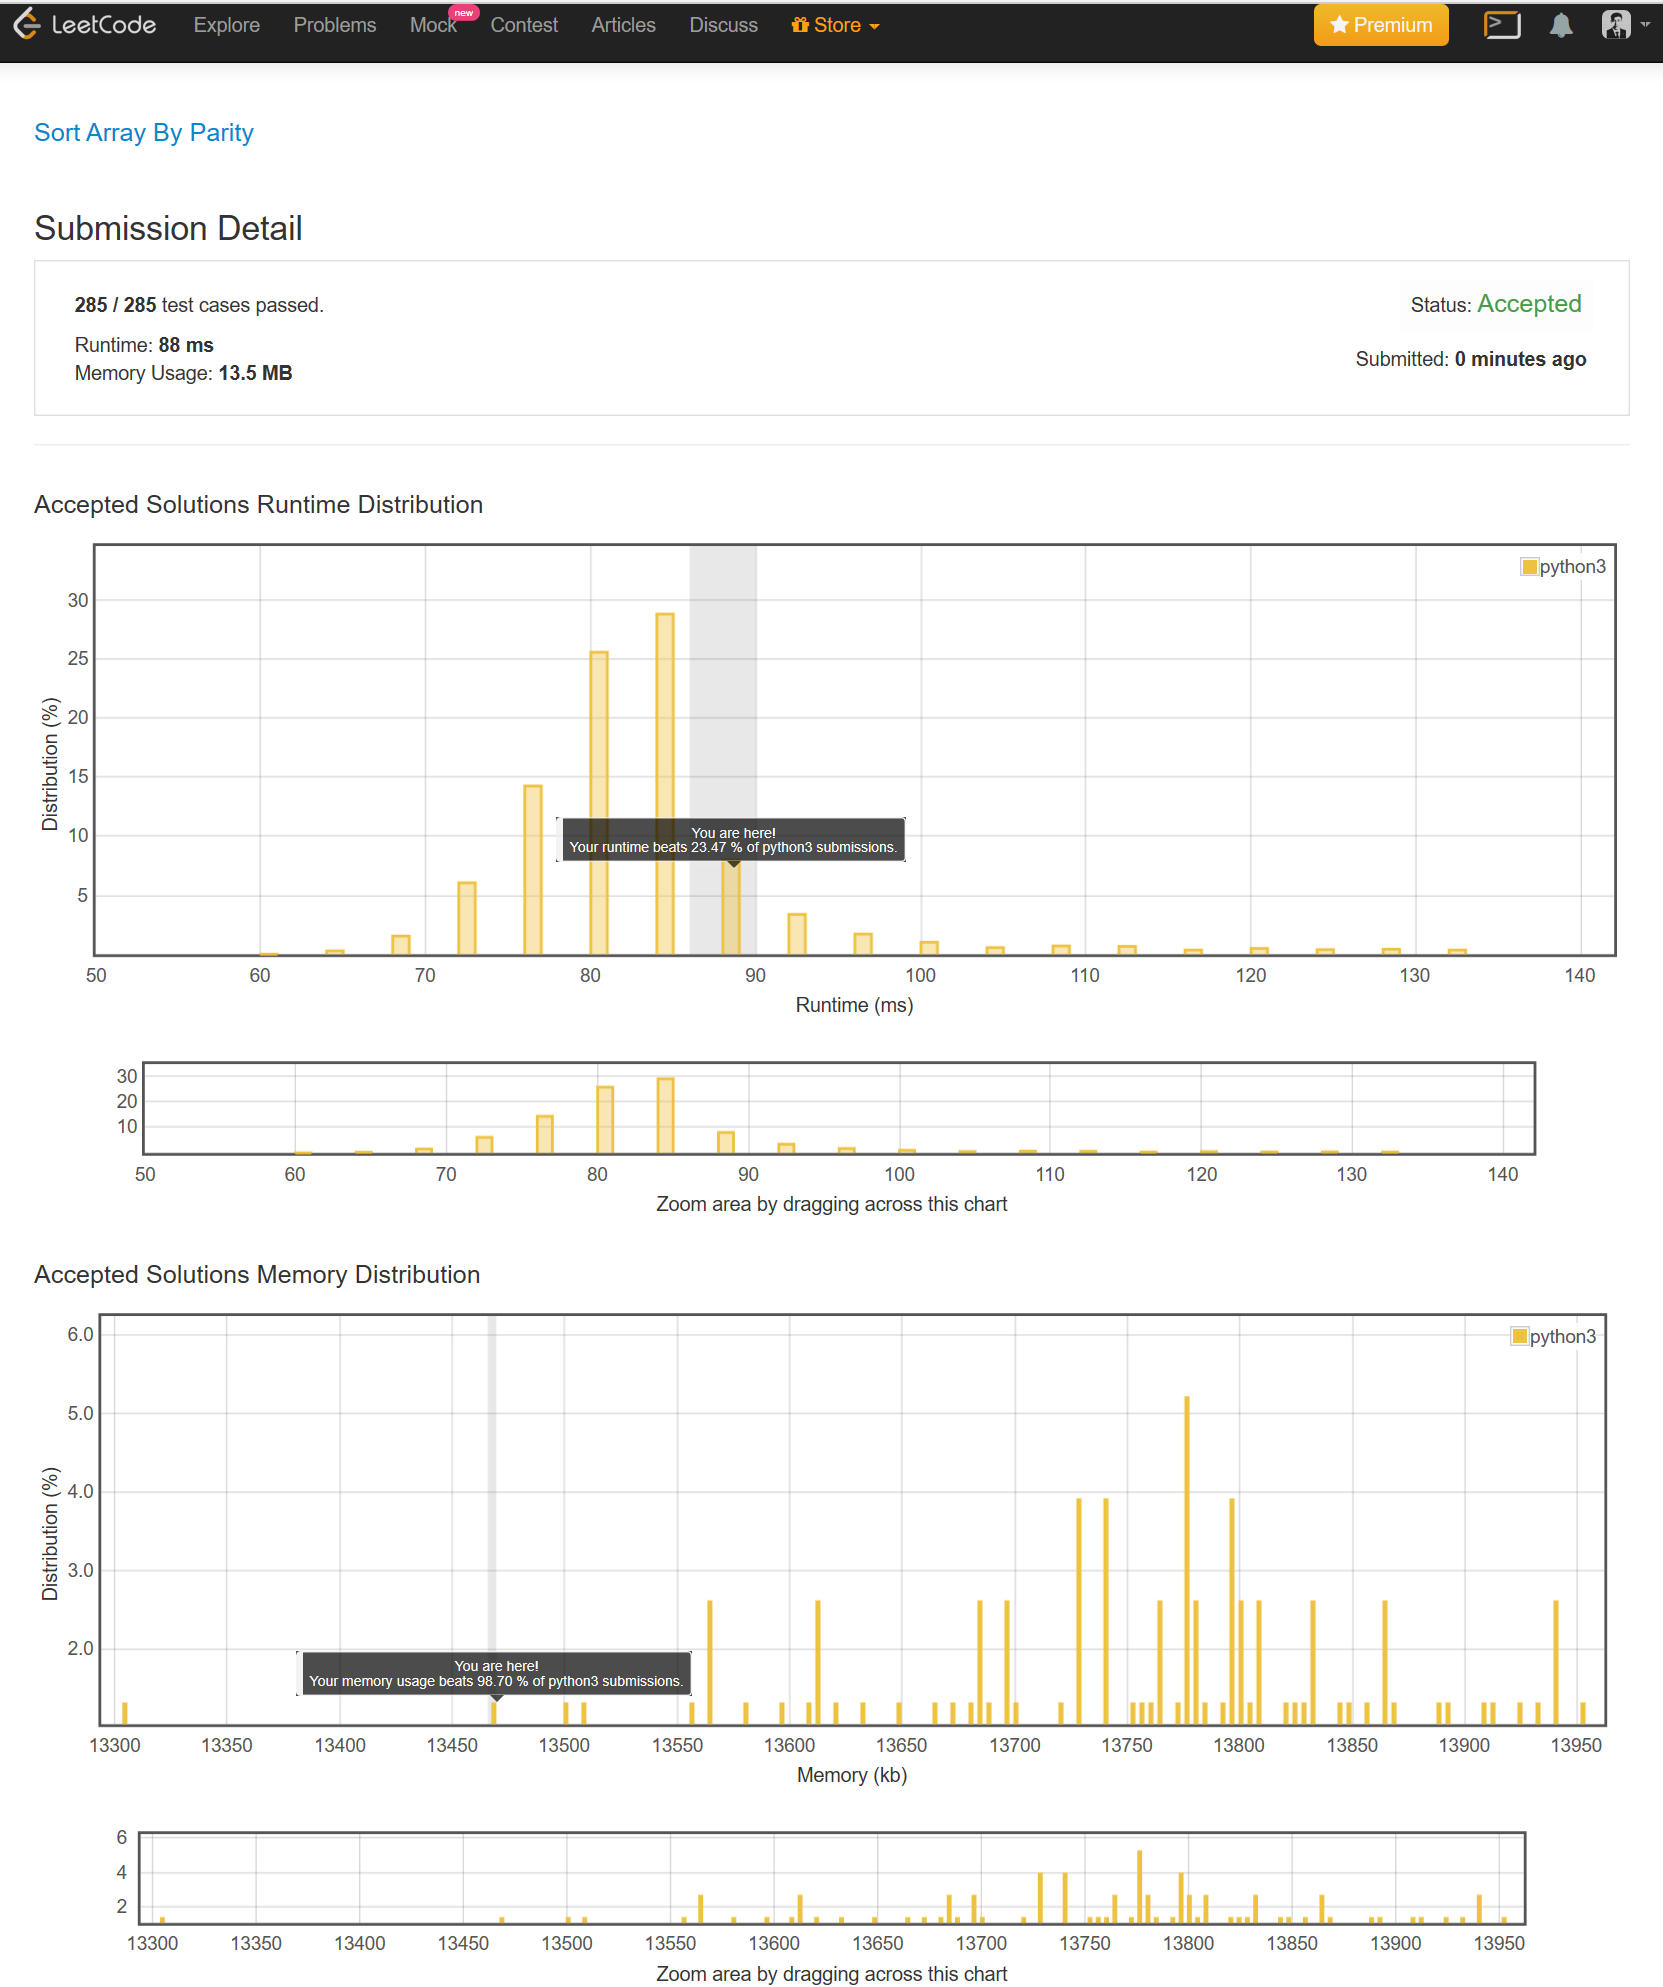 LeetCode Explore Problems Mock new Contest Articles Discuss Store Premium
Sort Array By Parity
Submission Detail
285 / 285 test cases passed.
Status: Accepted
Runtime: 88 ms
Submitted: 0 minutes ago
Memory Usage: 13.5 MB
Accepted Solutions Runtime Distribution
python3
30
25
20
15
10
5
Distribution (%)
You are here!
Your runtime beats 23.47 % of python3 submissions.
50 60 70 80 90 100 110 120 130 140
Runtime (ms)
30
20
10
50 60 70 80 90 100 110 120 130 140
Zoom area by dragging across this chart
Accepted Solutions Memory Distribution
python3
6.0
5.0
4.0
3.0
2.0
Distribution (%)
You are here!
Your memory usage beats 98.70 % of python3 submissions.
13300 13350 13400 13450 13500 13550 13600 13650 13700 13750 13800 13850 13900 13950
Memory (kb)
6
4
2
13300 13350 13400 13450 13500 13550 13600 13650 13700 13750 13800 13850 13900 13950
Zoom area by dragging across this chart